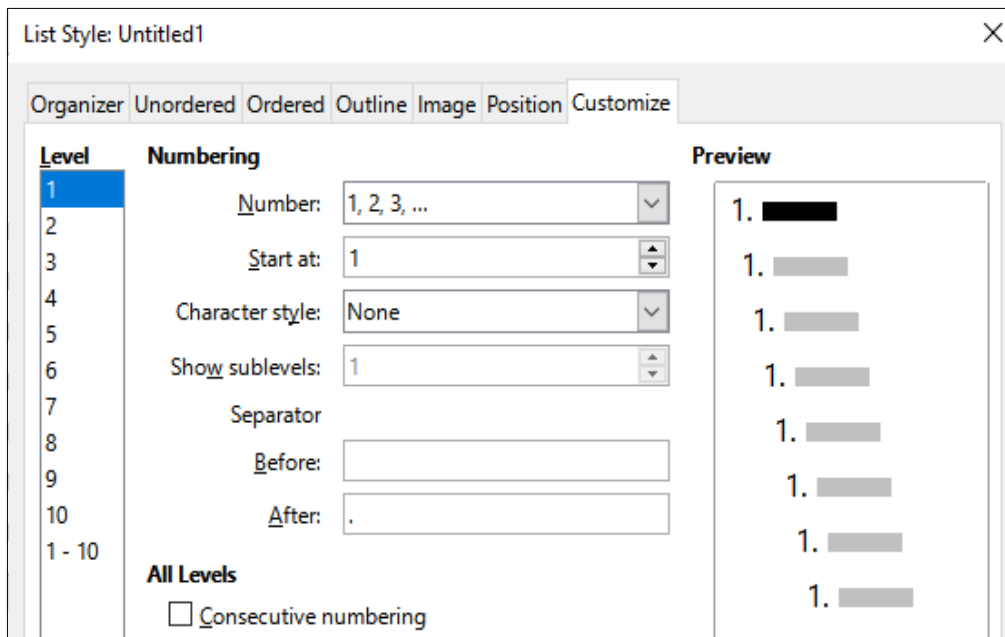 List Style: Untitled1
Organizer Unordered Ordered Outline Image Position Customize
Level Numbering Preview
1
Number: 1, 2, 3, ... 1.
2
Start at: 1 1.
3
4
Character style: None 1.
5
Show sublevels: 1 1.
6
7
Separator 1.
8
Before: 1.
9
10
After: . 1.
1 - 10
All Levels
Consecutive numbering 1.